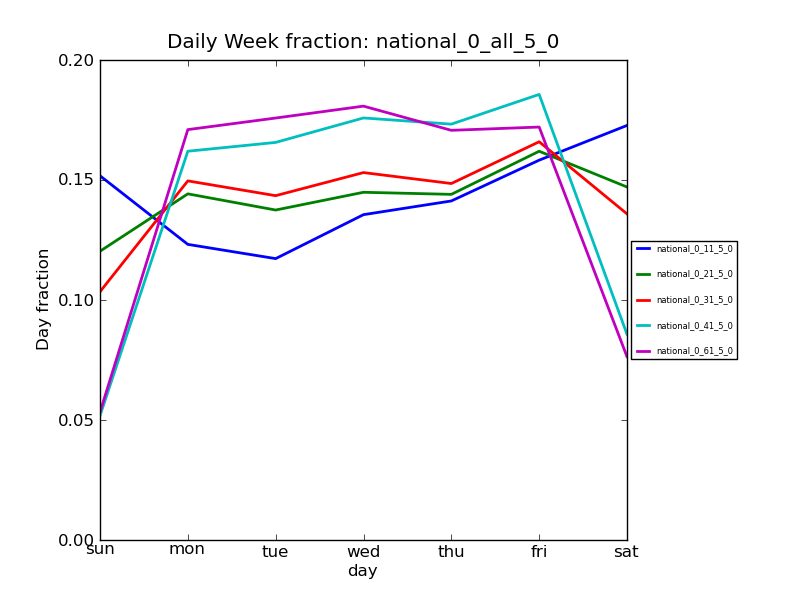 Daily Week fraction: national_0_all_5_0
0.20
0.15
0.10
0.05
0.00
Day fraction
sun mon tue wed thu fri sat
day
national_0_11_5_0
national_0_21_5_0
national_0_31_5_0
national_0_41_5_0
national_0_61_5_0